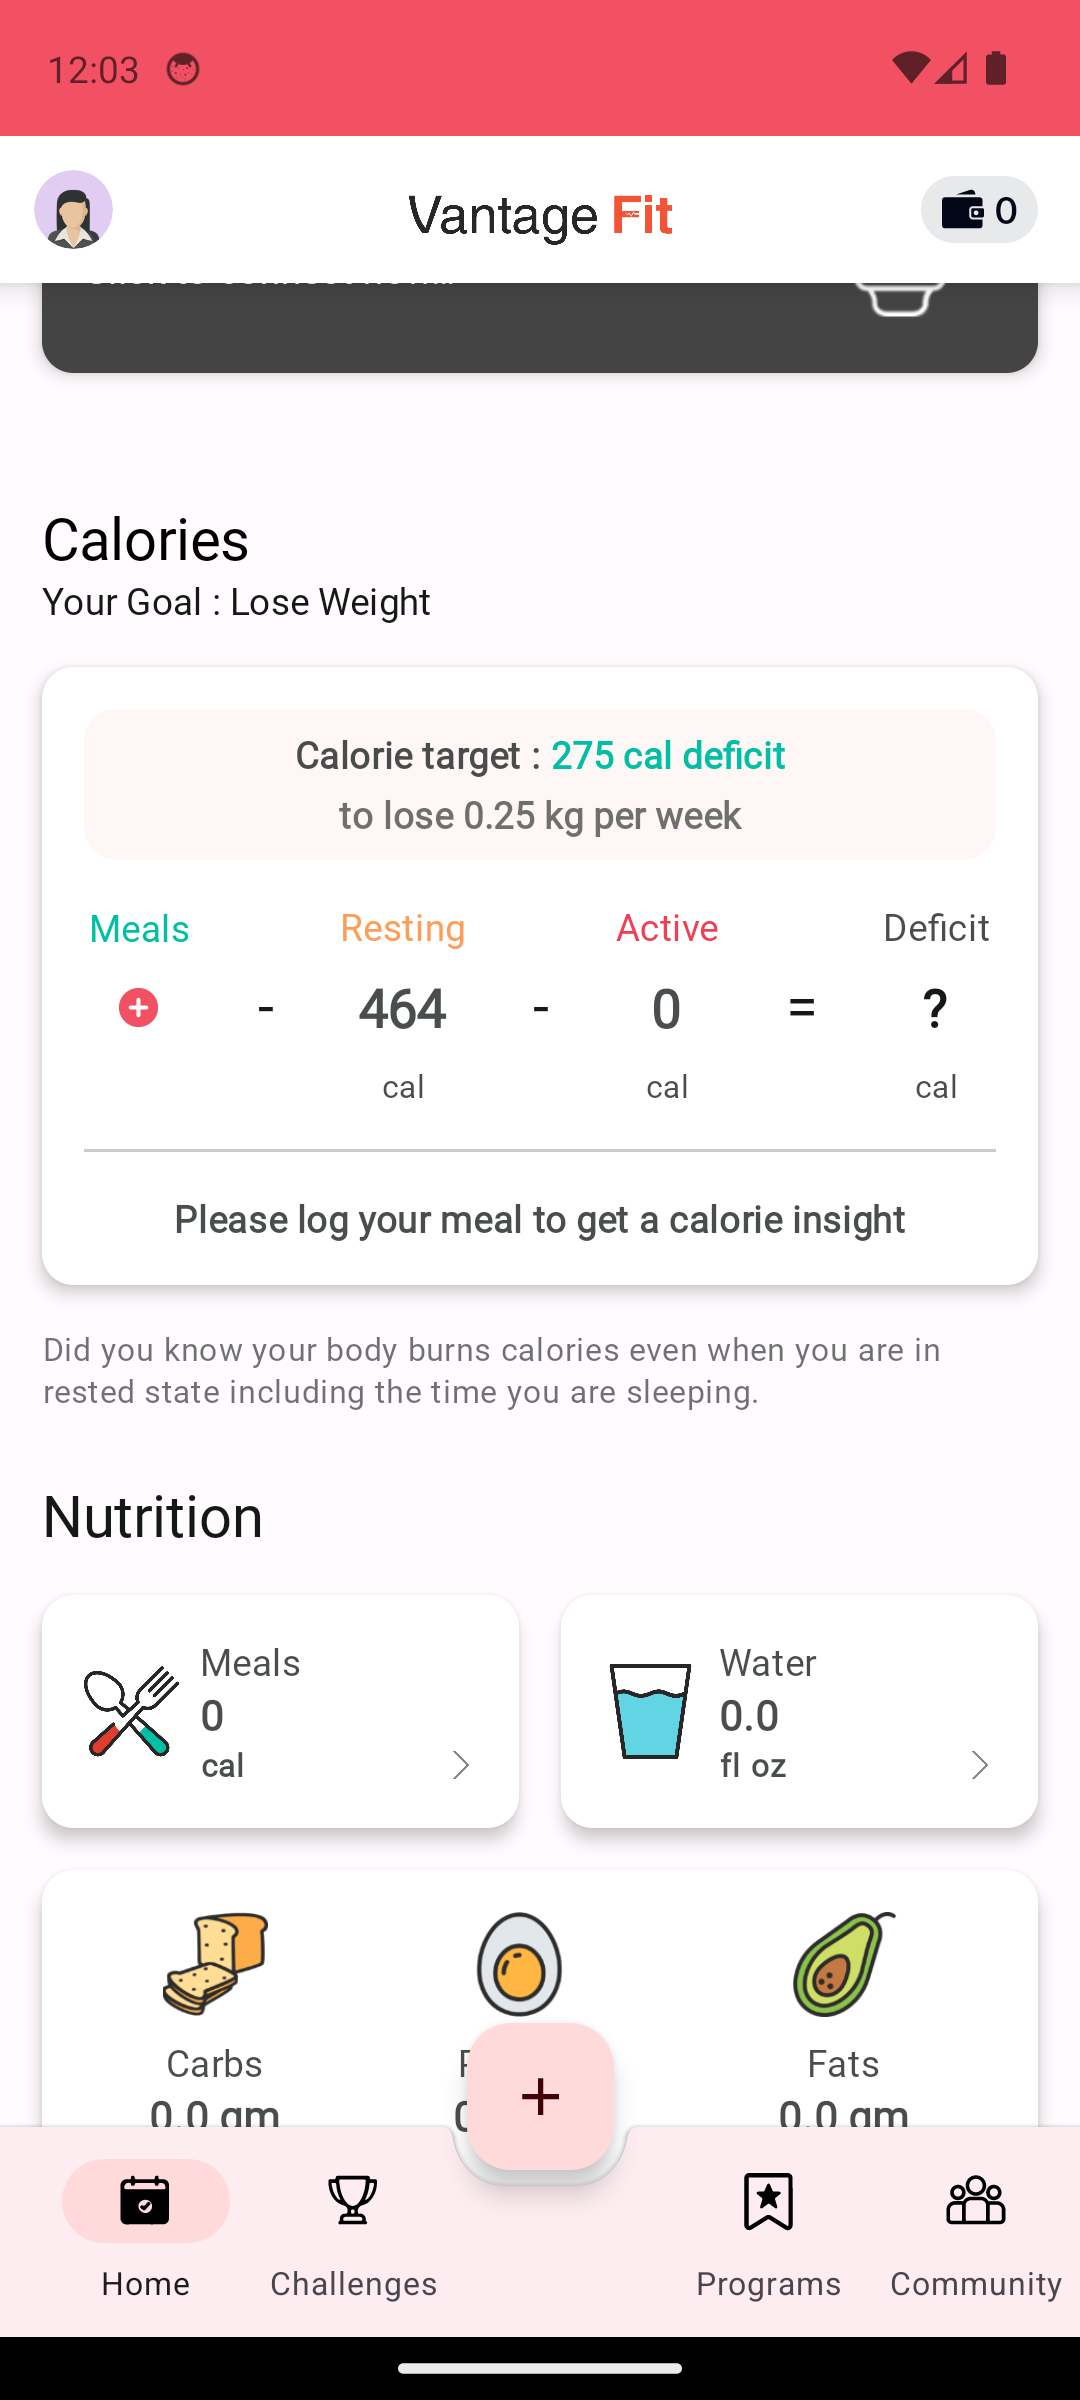 12:03
Vantage Fit
0
Calories
Your Goal : Lose Weight
Calorie target : 275 cal deficit
to lose 0.25 kg per week
Meals Resting Active Deficit
- 464 - 0 = ?
cal cal cal
Please log your meal to get a calorie insight
Did you know your body burns calories even when you are in
rested state including the time you are sleeping.
Nutrition
Meals
0
cal
Water
0.0
fl oz
Carbs Fats
0.0 gm 0.0 gm
+
Home Challenges Programs Community